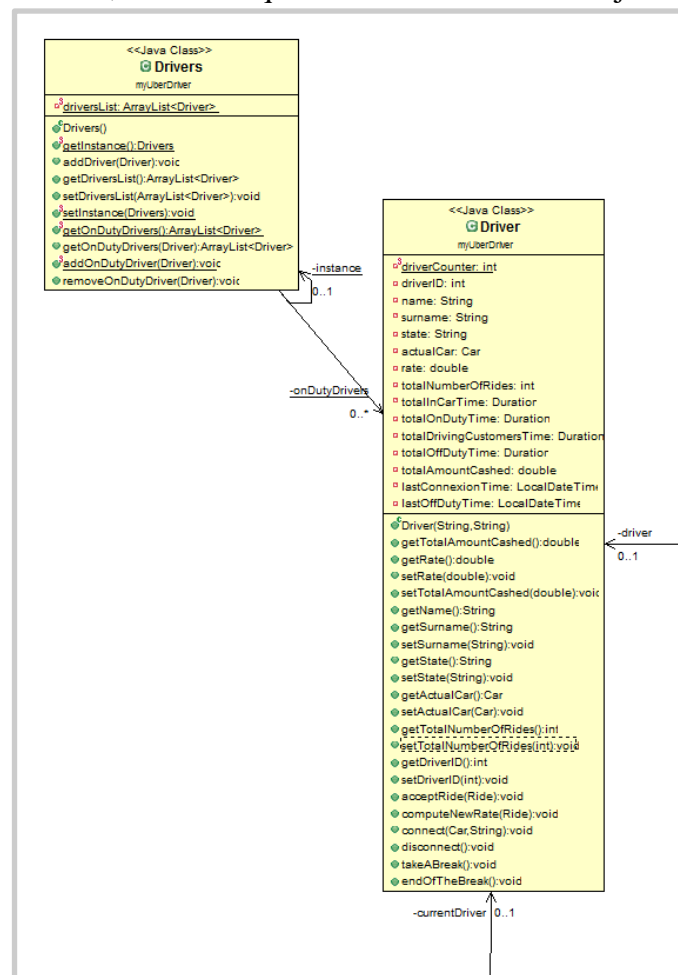 <<Java Class>>
Drivers
myUberDriver
driversList: ArrayList<Driver>
Drivers()
getInstance():Drivers
addDriver(Driver):void
getDriversList():ArrayList<Driver>
setDriversList(ArrayList<Driver>):void
setInstance(Drivers):void
getOnDutyDrivers():ArrayList<Driver>
getOnDutyDrivers(Driver):ArrayList<Driver>
addOnDutyDriver(Driver):void
removeOnDutyDriver(Driver):void
-instance
0..1
-onDutyDrivers
0..*
<<Java Class>>
Driver
myUberDriver
driverCounter: int
driverID: int
name: String
surname: String
state: String
actualCar: Car
rate: double
totalNumberOfRides: int
totalInCarTime: Duration
totalOnDutyTime: Duration
totalDrivingCustomersTime: Duration
totalOffDutyTime: Duration
totalAmountCashed: double
lastConnexionTime: LocalDateTime
lastOffDutyTime: LocalDateTime
Driver(String,String)
getTotalAmountCashed():double
getRate():double
setRate(double):void
setTotalAmountCashed(double):void
getName():String
getSurname():String
setSurname(String):void
getState():String
setState(String):void
getActualCar():Car
setActualCar(Car):void
getTotalNumberOfRides():int
setTotalNumberOfRides(int):void
getDriverID():int
setDriverID(int):void
acceptRide(Ride):void
computeNewRate(Ride):void
connect(Car,String):void
disconnect():void
takeABreak():void
endOfTheBreak():void
-driver
0..1
-currentDriver 0..1